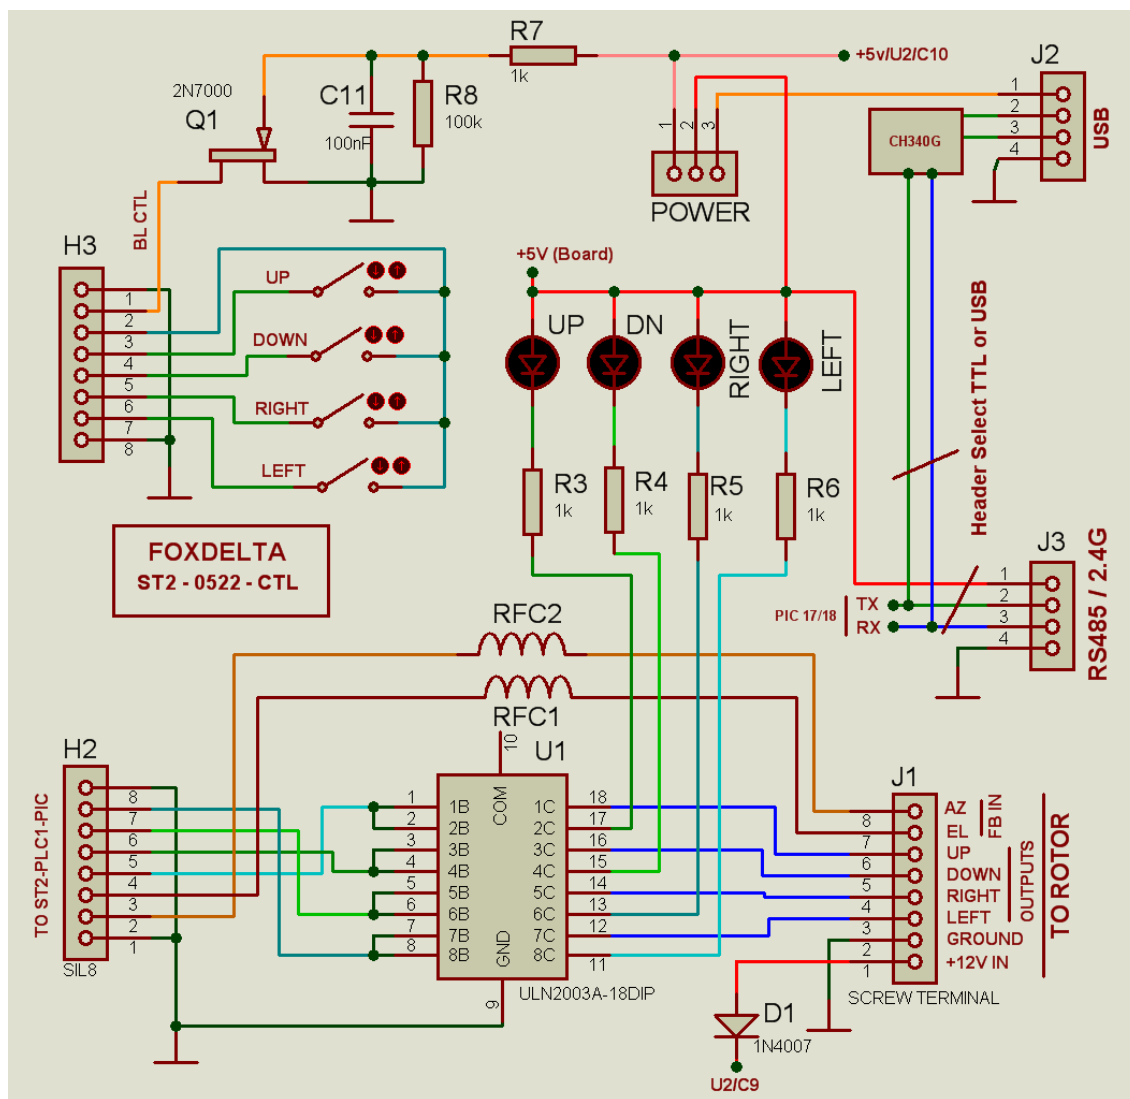 R7
1k
+5v/U2/C10
J2
2N7000
Q1
C11
100nF
R8
100k
1
2
3
POWER
CH340G
1
2
3
4
USB
BL CTL
H3
1
2
3
4
5
6
7
8
UP
DOWN
RIGHT
LEFT
+5V (Board)
UP
DN
RIGHT
LEFT
R3
1k
R4
1k
R5
1k
R6
1k
Header Select TTL or USB
FOXDELTA
ST2 - 0522 - CTL
J3
1
2
3
4
RS485 / 2.4G
PIC 17/18
TX
RX
RFC2
RFC1
H2
8
7
6
5
4
3
2
1
TO ST2-PLC1-PIC
SIL8
10
U1
COM
GND
1 1B
2 2B
3 3B
4 4B
5 5B
6 6B
7 7B
8 8B
1C 18
2C 17
3C 16
4C 15
5C 14
6C 13
7C 12
8C 11
9
ULN2003A-18DIP
J1
8
7
6
5
4
3
2
1
AZ
EL
UP
DOWN
RIGHT
LEFT
GROUND
+12V IN
FB IN
OUTPUTS
TO ROTOR
SCREW TERMINAL
D1
1N4007
U2/C9